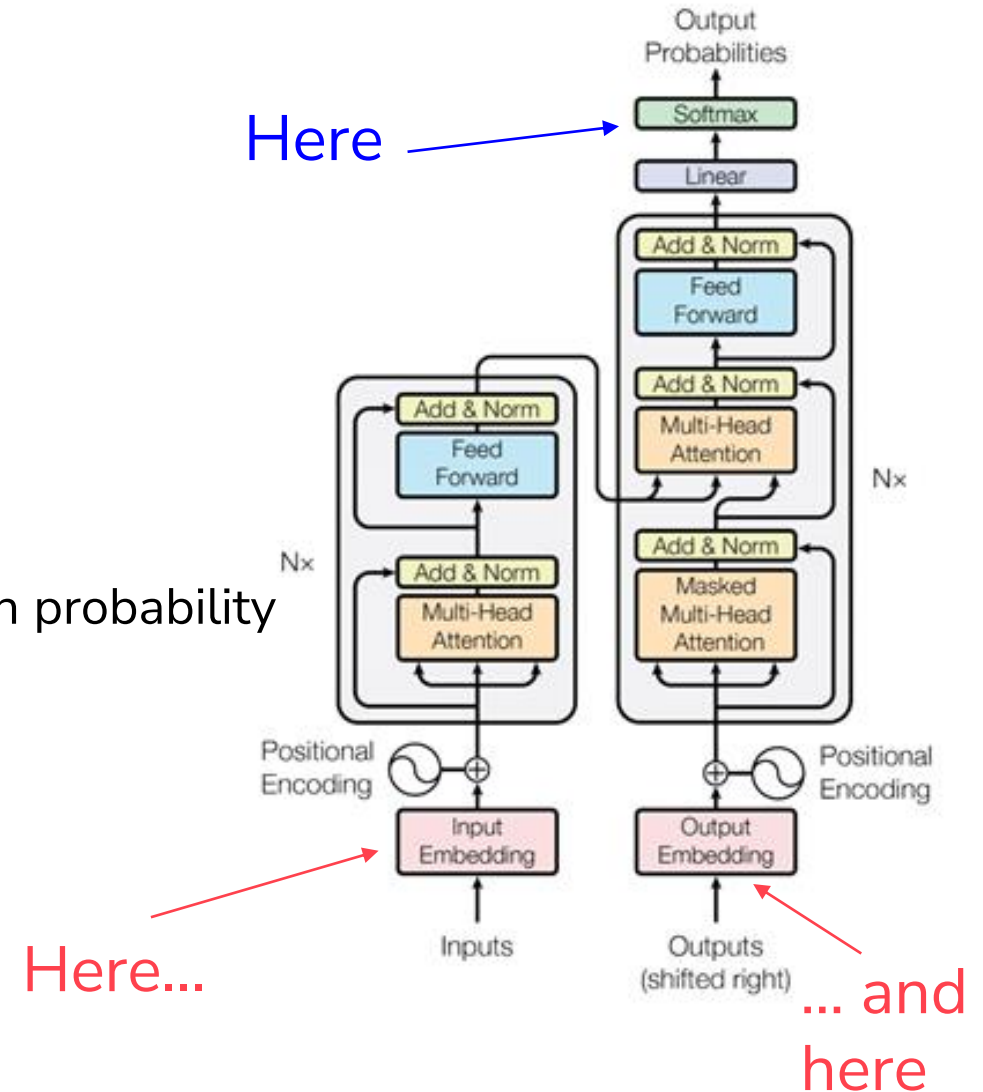 Output
Probabilities
Softmax
Here
Linear
Add & Norm
Feed
Forward
Add & Norm
Multi-Head
Attention
Nx
Add & Norm
Masked
Multi-Head
Attention
Add & Norm
Feed
Forward
Nx
Add & Norm
Multi-Head
Attention
probability
Positional
Encoding
Positional
Encoding
Input
Embedding
Output
Embedding
Inputs
Outputs
(shifted right)
Here...
... and
here